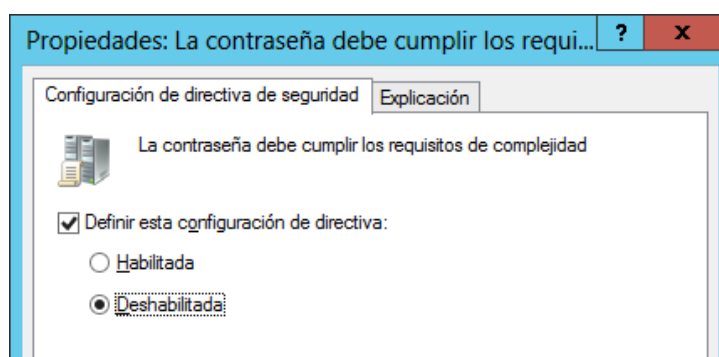 Propiedades: La contraseña debe cumplir los requi... ? x
Configuración de directiva de seguridad Explicación
La contraseña debe cumplir los requisitos de complejidad
Definir esta configuración de directiva:
Habilitada
Deshabilitada